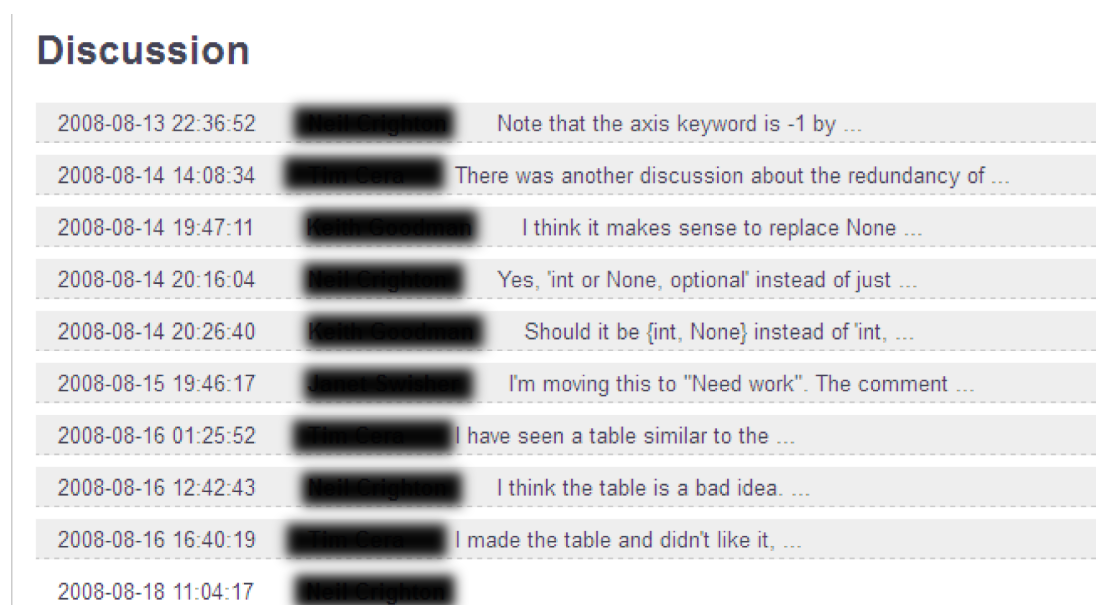 Discussion
2008-08-13 22:36:52 Note that the axis keyword is -1 by ...
2008-08-14 14:08:34 There was another discussion about the redundancy of ...
2008-08-14 19:47:11 I think it makes sense to replace None ...
2008-08-14 20:16:04 Yes, 'int or None, optional' instead of just ...
2008-08-14 20:26:40 Should it be {int, None} instead of 'int, ...
2008-08-15 19:46:17 I'm moving this to "Need work". The comment ...
2008-08-16 01:25:52 I have seen a table similar to the ...
2008-08-16 12:42:43 I think the table is a bad idea. ...
2008-08-16 16:40:19 I made the table and didn't like it, ...
2008-08-18 11:04:17